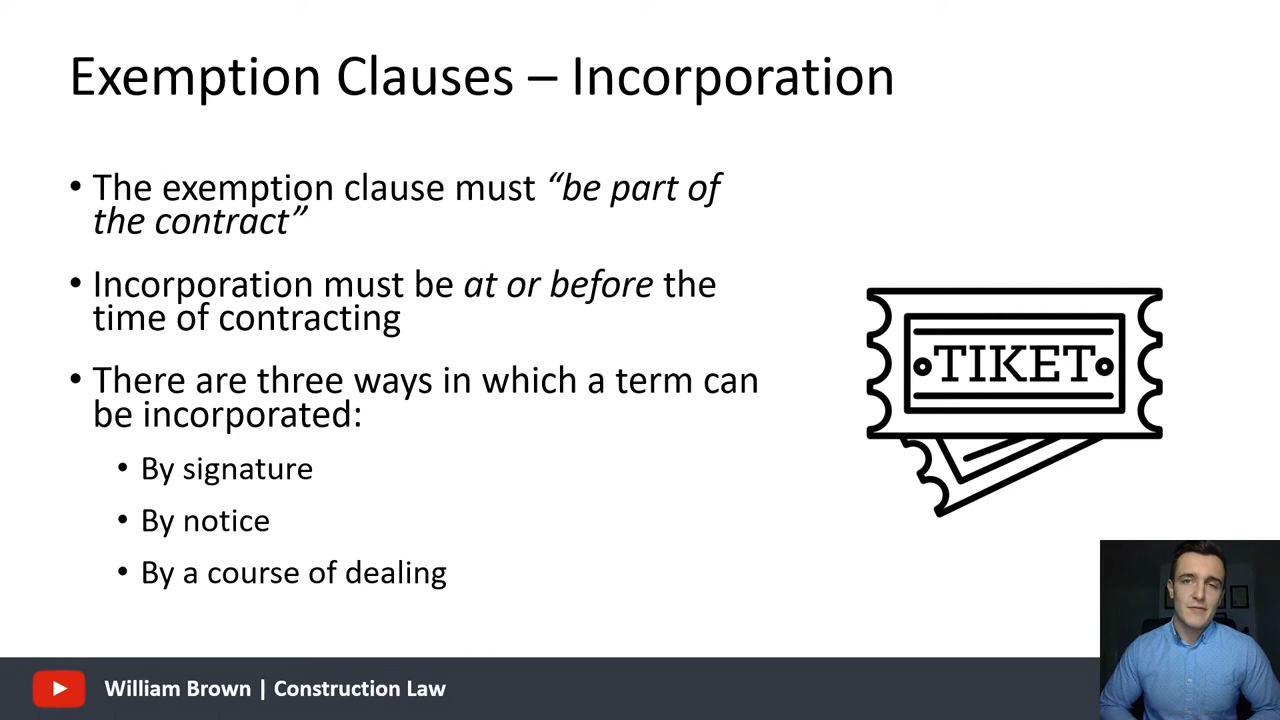 Exemption Clauses – Incorporation
• The exemption clause must “be part of
the contract”
• Incorporation must be at or before the
time of contracting
• There are three ways in which a term can
be incorporated:
• By signature
• By notice
• By a course of dealing
TIKET
William Brown | Construction Law